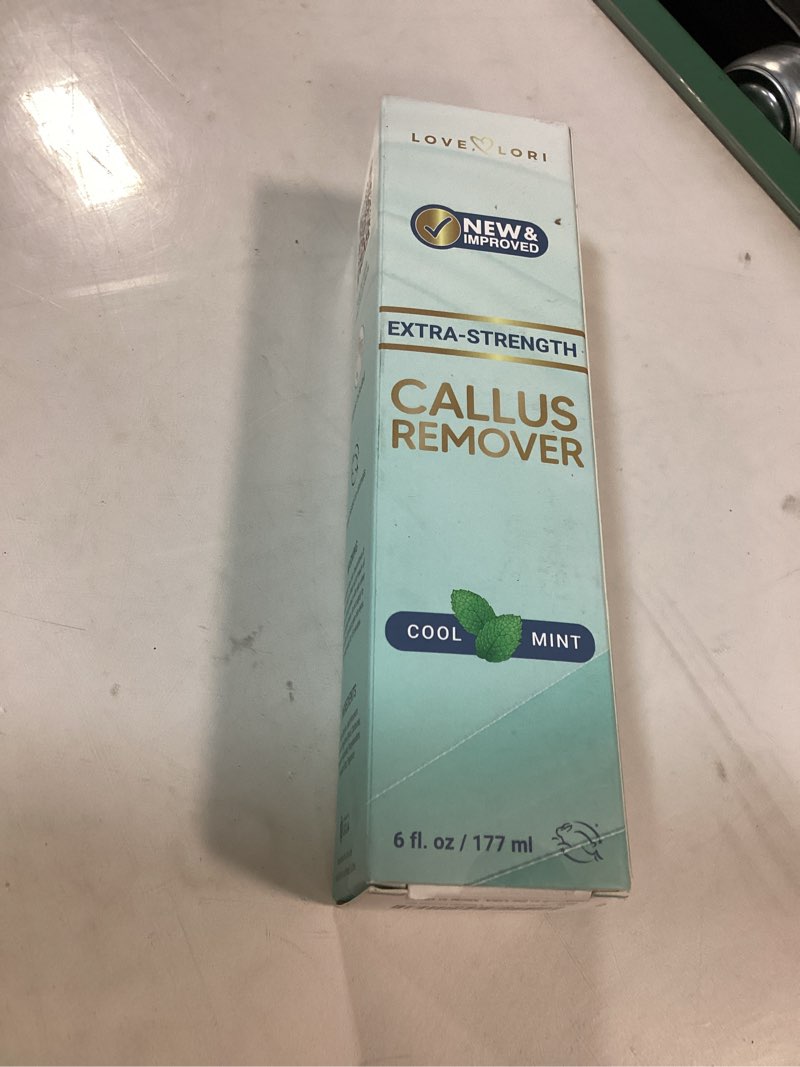 LOVE, LORI
NEW &
IMPROVED
EXTRA-STRENGTH
CALLUS
REMOVER
COOL MINT
6 fl. oz / 177 ml